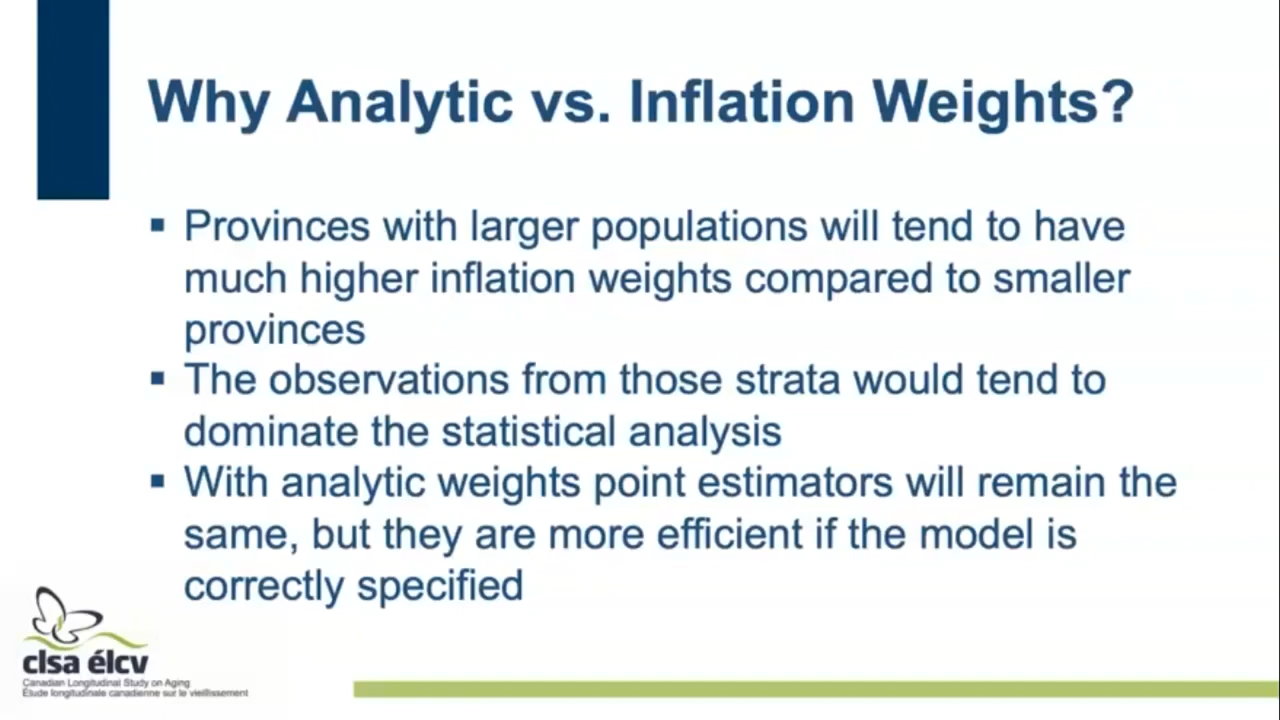 Why Analytic vs. Inflation Weights?
▪ Provinces with larger populations will tend to have
much higher inflation weights compared to smaller
provinces
▪ The observations from those strata would tend to
dominate the statistical analysis
▪ With analytic weights point estimators will remain the
same, but they are more efficient if the model is
correctly specified
clsa élcv
Canadian Longitudinal Study on Aging
Étude longitudinale canadienne sur le vieillissement